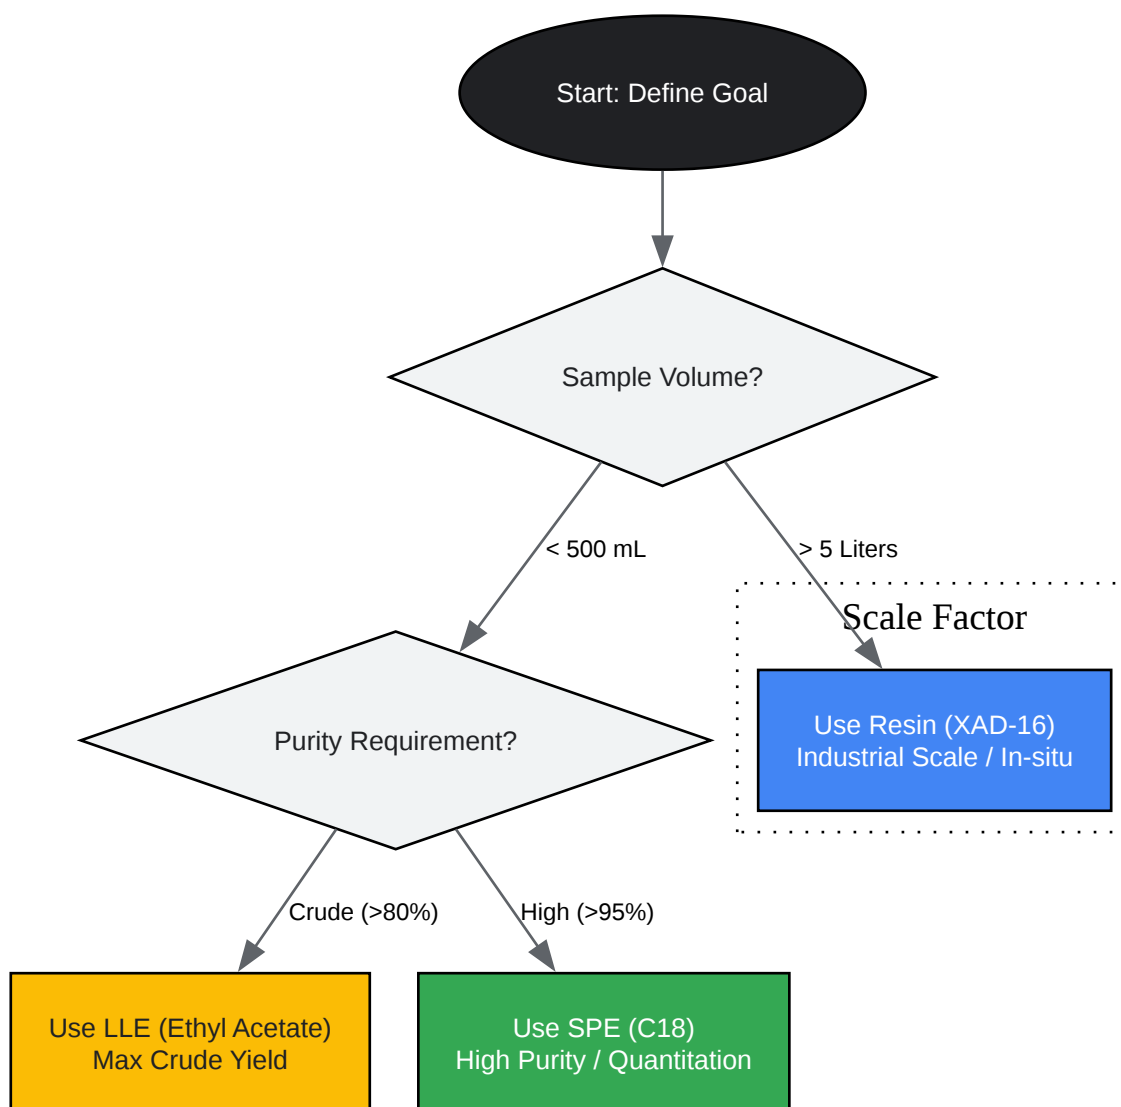 Start: Define Goal
Sample Volume?
< 500 mL
> 5 Liters
Scale Factor
Use Resin (XAD-16)
Industrial Scale / In-situ
Purity Requirement?
Crude (>80%)
High (>95%)
Use LLE (Ethyl Acetate)
Max Crude Yield
Use SPE (C18)
High Purity / Quantitation